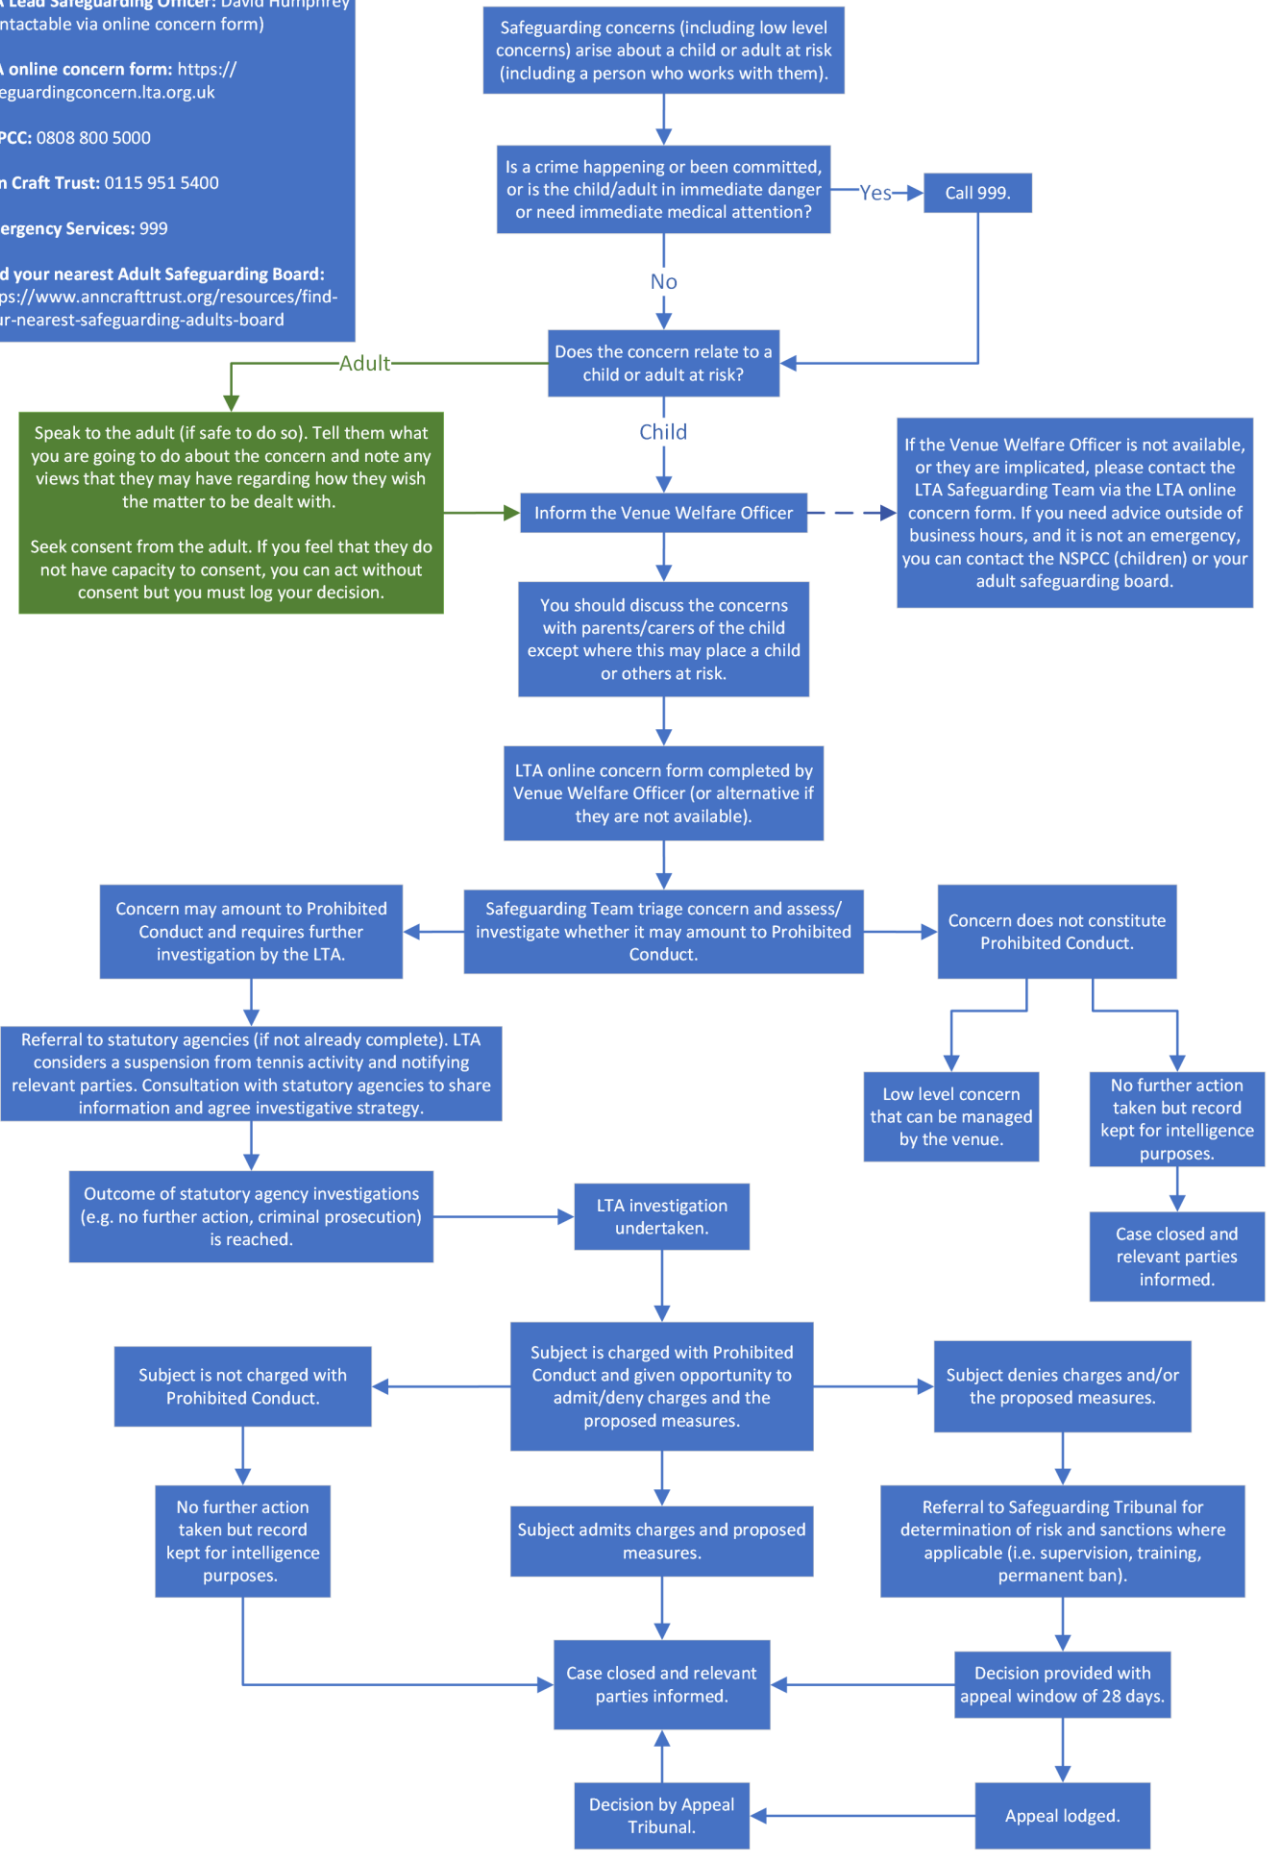 Lead Safeguarding Officer: David Humphrey
via online concern form)
online concern form: https://
0808 800 5000
Craft Trust: 0115 951 5400
Services: 999
your nearest Adult Safeguarding Board:
Safeguarding concerns (including low level
concerns) arise about a child or adult at risk
(including a person who works with them).
Is a crime happening or been committed,
or is the child/adult in immediate danger
or need immediate medical attention?
Yes
Call 999.
No
Does the concern relate to a
child or adult at risk?
Adult
Child
Speak to the adult (if safe to do so). Tell them what
you are going to do about the concern and note any
views that they may have regarding how they wish
the matter to be dealt with.
Seek consent from the adult. If you feel that they do
not have capacity to consent, you can act without
consent but you must log your decision.
Inform the Venue Welfare Officer
If the Venue Welfare Officer is not available,
or they are implicated, please contact the
LTA Safeguarding Team via the LTA online
concern form. If you need advice outside of
business hours, and it is not an emergency,
you can contact the NSPCC (children) or your
adult safeguarding board.
You should discuss the concerns
with parents/carers of the child
except where this may place a child
or others at risk.
LTA online concern form completed by
Venue Welfare Officer (or alternative if
they are not available).
Safeguarding Team triage concern and assess/
investigate whether it may amount to Prohibited
Conduct.
Concern may amount to Prohibited
Conduct and requires further
investigation by the LTA.
Concern does not constitute
Prohibited Conduct.
Referral to statutory agencies (if not already complete). LTA
considers a suspension from tennis activity and notifying
relevant parties. Consultation with statutory agencies to share
information and agree investigative strategy.
Low level concern
that can be managed
by the venue.
No further action
taken but record
kept for intelligence
purposes.
Outcome of statutory agency investigations
(e.g. no further action, criminal prosecution)
is reached.
LTA investigation
undertaken.
Case closed and
relevant parties
informed.
Subject is not charged with
Prohibited Conduct.
Subject is charged with Prohibited
Conduct and given opportunity to
admit/deny charges and the
proposed measures.
Subject denies charges and/or
the proposed measures.
No further action
taken but record
kept for intelligence
purposes.
Subject admits charges and proposed
measures.
Referral to Safeguarding Tribunal for
determination of risk and sanctions where
applicable (i.e. supervision, training,
permanent ban).
Case closed and relevant
parties informed.
Decision provided with
appeal window of 28 days.
Decision by Appeal
Tribunal.
Appeal lodged.